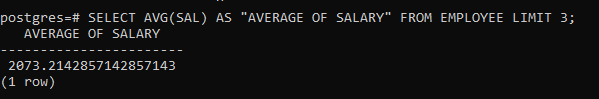 postgres=# SELECT AVG(SAL) AS "AVERAGE OF SALARY" FROM EMPLOYEE LIMIT 3;
   AVERAGE OF SALARY
-----------------------
 2073.2142857142857143
(1 row)